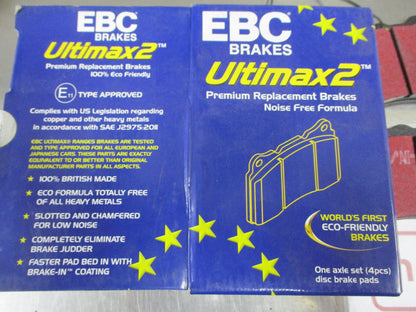 EBC
BRAKES
Ultimax2™
Premium Replacement Brakes
100% Eco Friendly
E11 TYPE APPROVED
Complies with US Legislation regarding
copper and other heavy metals
in accordance with SAE J2975:2011
EBC ULTIMAX2 RANGES BRAKES ARE TESTED
AND TYPE APPROVED FOR ALL EUROPEAN AND
JAPANESE CARS. THESE PARTS ARE EXACTLY
EQUIVALENT TO OR BETTER THAN ORIGINAL
MANUFACTURER PARTS IN ALL ASPECTS.
100% BRITISH MADE
ECO FORMULA TOTALLY FREE
OF ALL HEAVY METALS
SLOTTED AND CHAMFERED
FOR LOW NOISE
COMPLETELY ELIMINATE
BRAKE JUDDER
FASTER PAD BED IN WITH
BRAKE-IN™ COATING
EBC
BRAKES
Ultimax2™
Premium Replacement Brakes
Noise Free Formula
WORLD'S FIRST
ECO-FRIENDLY
BRAKES
One axle set (4pcs)
disc brake pads